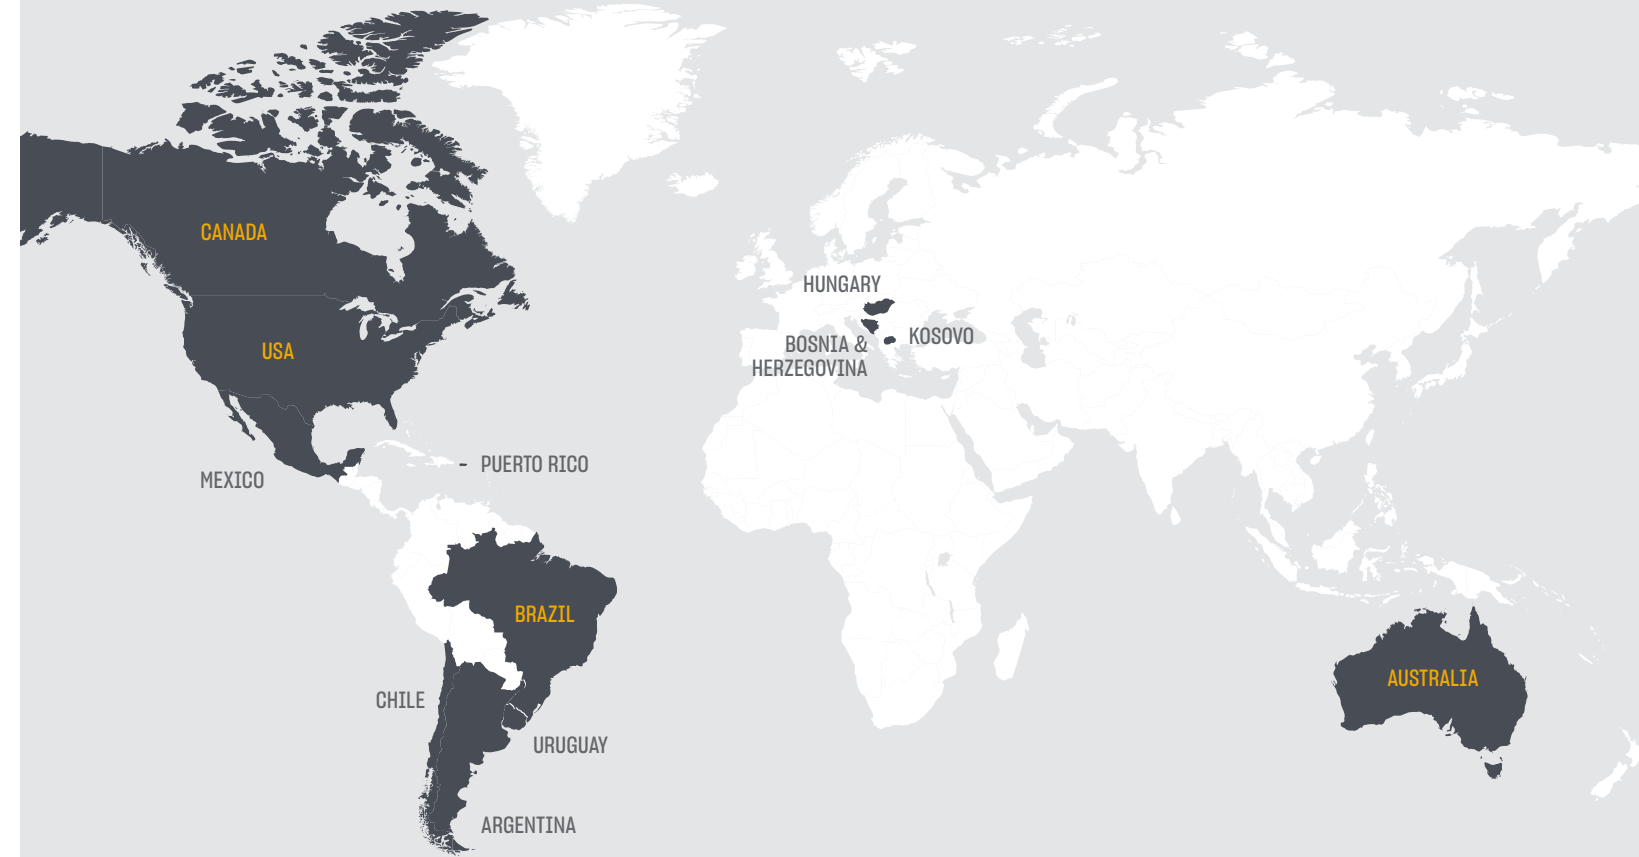 CANADA
HUNGARY
KOSOVO
BOSNIA &
HERZEGOVINA
USA
PUERTO RICO
MEXICO
BRAZIL
AUSTRALIA
CHILE
URUGUAY
ARGENTINA